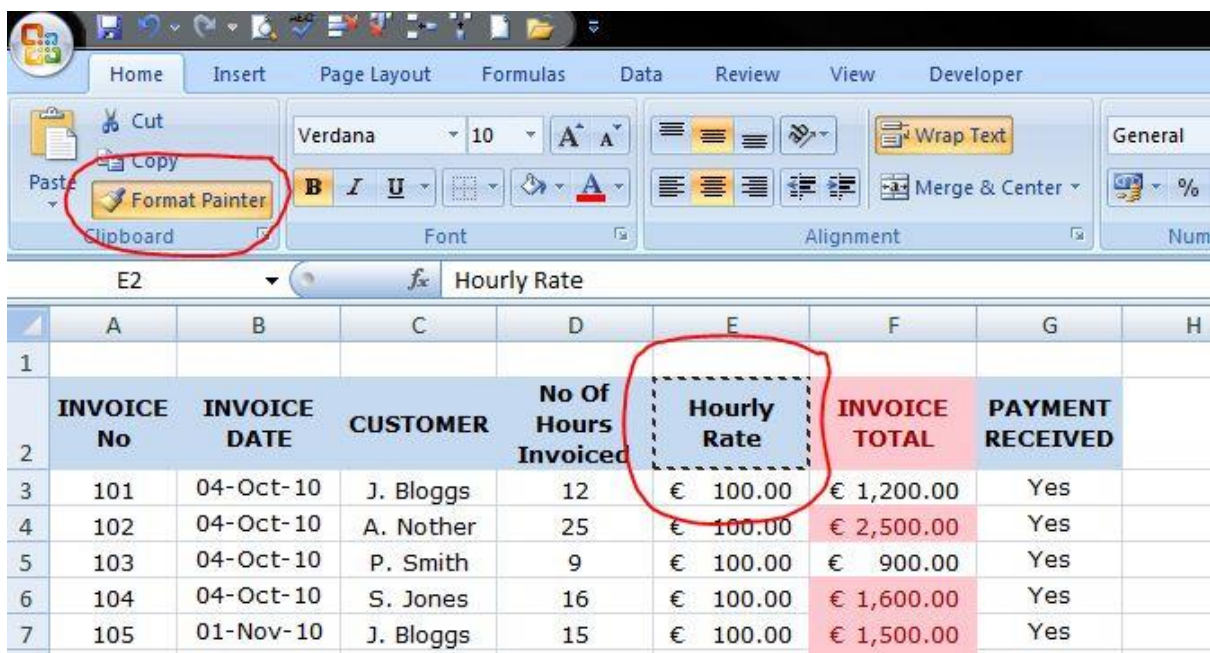 Home Insert Page Layout Formulas Data Review View Developer
Cut
Copy
Paste
Format Painter
Clipboard
Verdana 10 A A
B I U A
Font
Wrap Text
Merge & Center
Alignment
General
%
Num
E2 fx Hourly Rate
A B C D E F G H
1
2 INVOICE No INVOICE DATE CUSTOMER No Of Hours Invoiced Hourly Rate INVOICE TOTAL PAYMENT RECEIVED
3 101 04-Oct-10 J. Bloggs 12 € 100.00 € 1,200.00 Yes
4 102 04-Oct-10 A. Nother 25 € 100.00 € 2,500.00 Yes
5 103 04-Oct-10 P. Smith 9 € 100.00 € 900.00 Yes
6 104 04-Oct-10 S. Jones 16 € 100.00 € 1,600.00 Yes
7 105 01-Nov-10 J. Bloggs 15 € 100.00 € 1,500.00 Yes